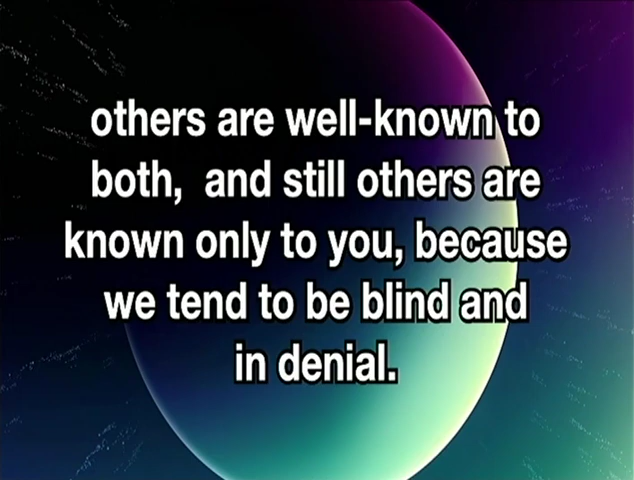 others are well-known to
both,  and still others are
known only to you, because
we tend to be blind and
in denial.